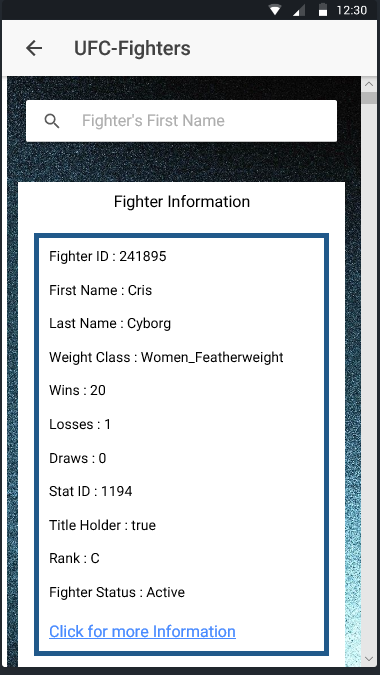 12:30
UFC-Fighters
Fighter's First Name
Fighter Information
Fighter ID : 241895
First Name : Cris
Last Name : Cyborg
Weight Class : Women_Featherweight
Wins : 20
Losses : 1
Draws : 0
Stat ID : 1194
Title Holder : true
Rank : C
Fighter Status : Active
Click for more Information